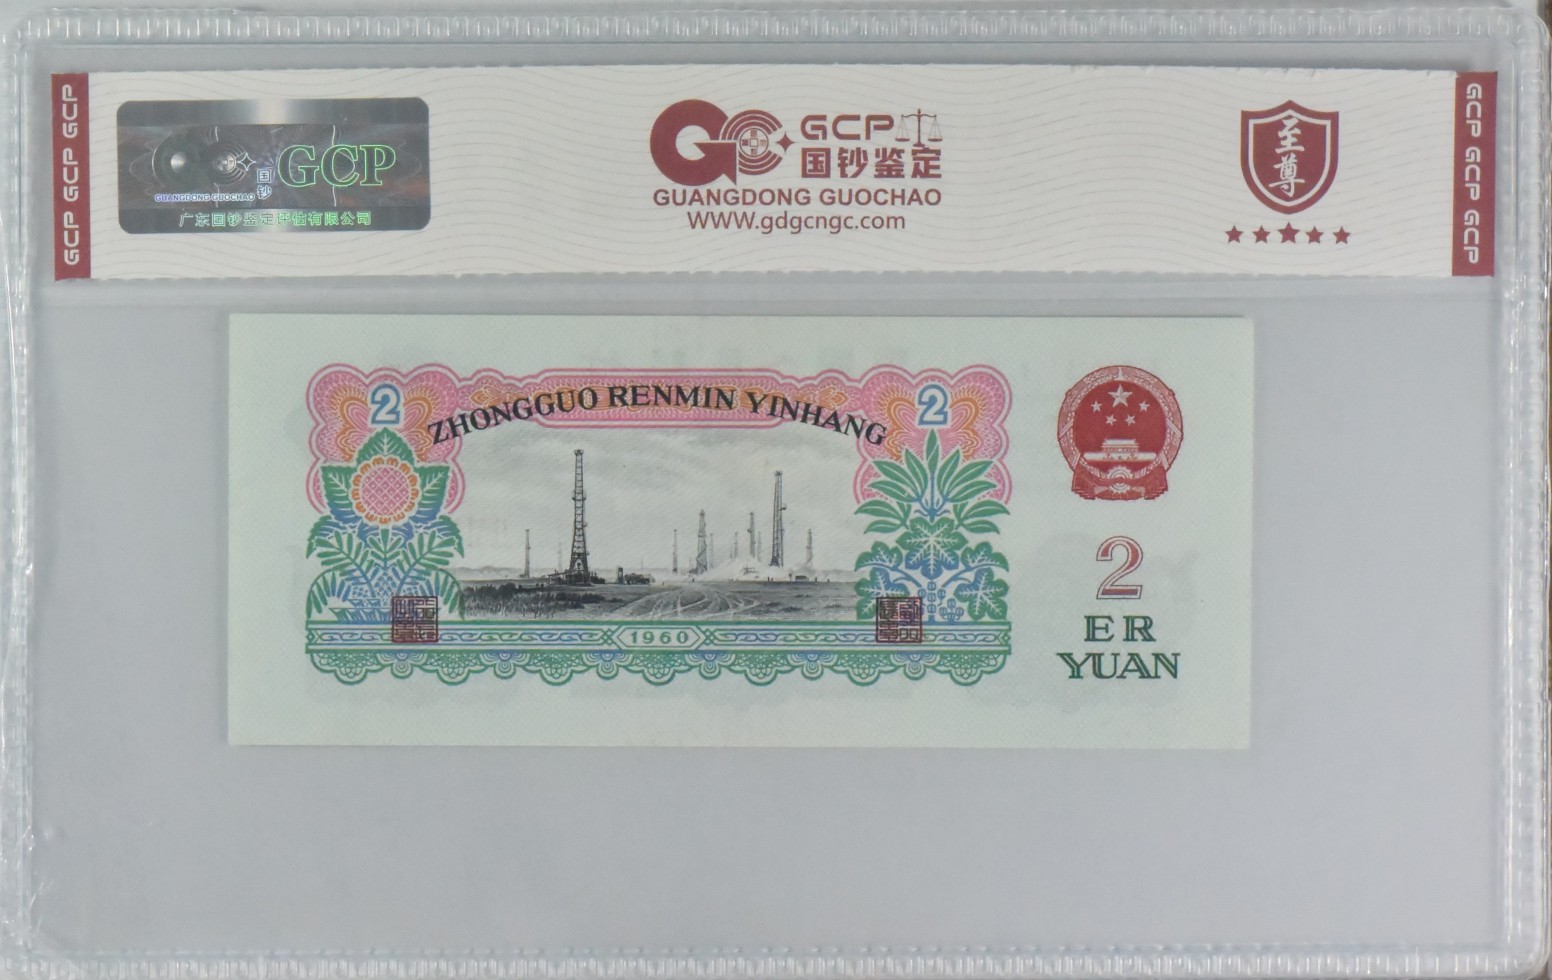 GCP GCP GCP
GCP
国钞
GUANGDONG GUOCHAO
广东国钞鉴定评估有限公司
GCP
国钞鉴定
GUANGDONG GUOCHAO
WWW.gdgcngc.com
至尊
GCP GCP GCP
2
ZHONGGUO RENMIN YINHANG
2
2
ER
YUAN
1960